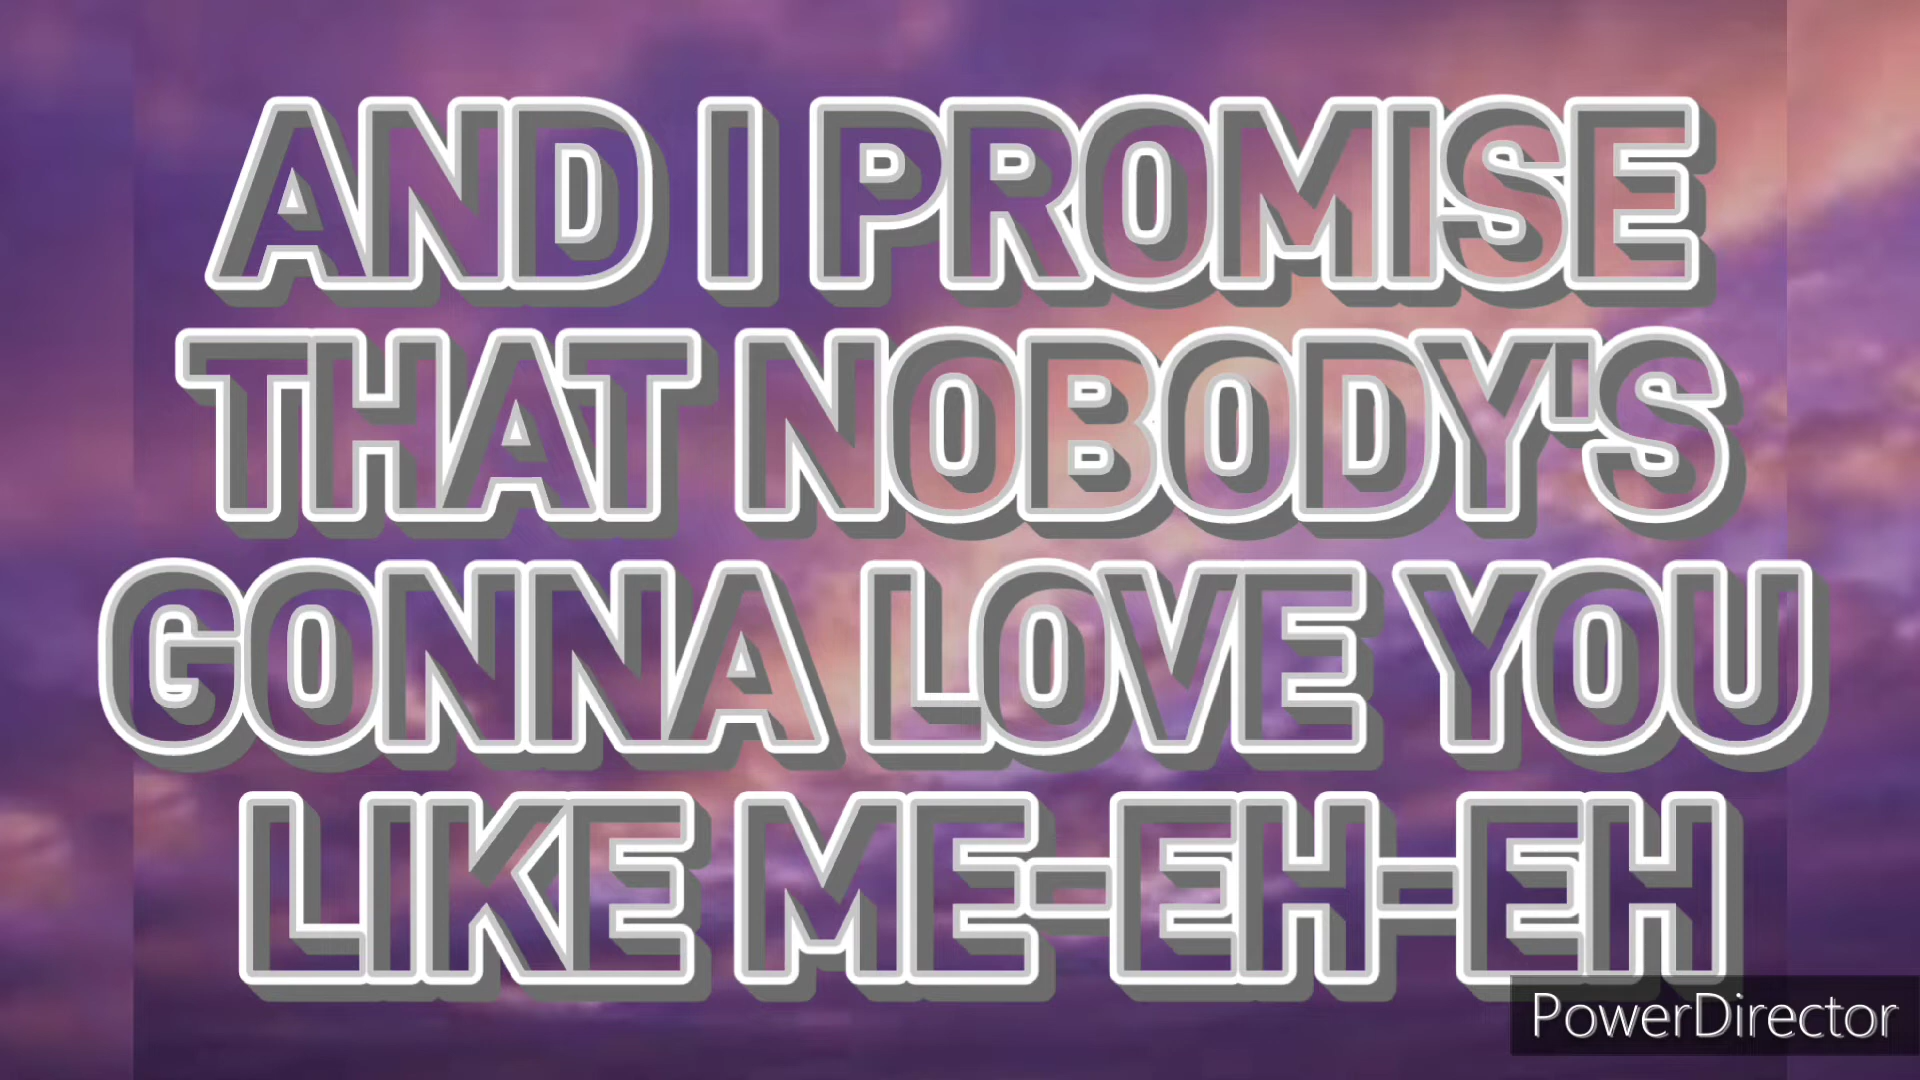 AND I PROMISE
THAT NOBODY'S
GONNA LOVE YOU
LIKE ME-EH-EH
PowerDirector